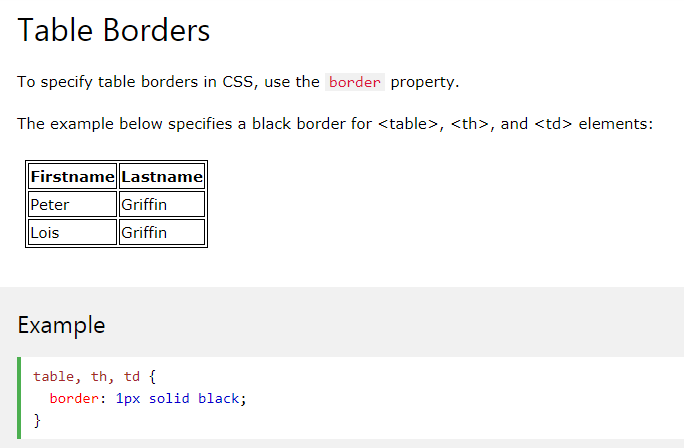 Table Borders
To specify table borders in CSS, use the border property.
The example below specifies a black border for <table>, <th>, and <td> elements:
Firstname Lastname
Peter Griffin
Lois Griffin
Example
table, th, td {
  border: 1px solid black;
}